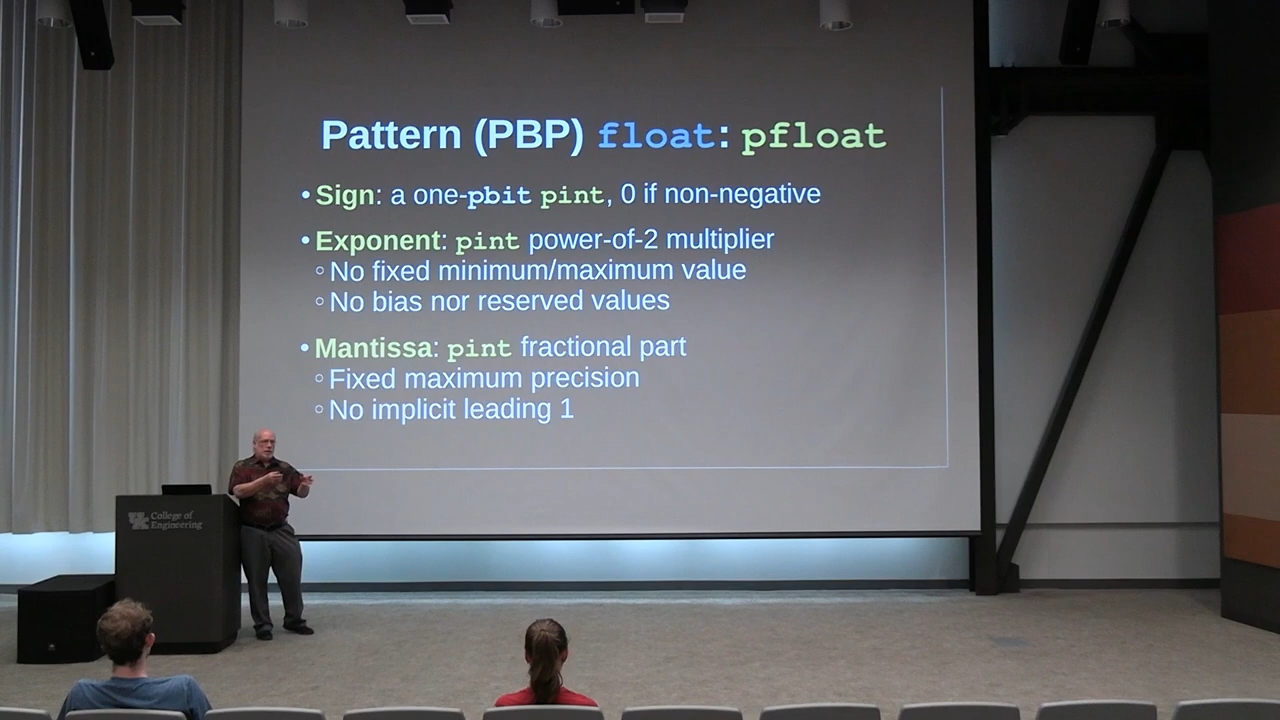 Pattern (PBP) float: pfloat
• Sign: a one-pbit pint, 0 if non-negative
• Exponent: pint power-of-2 multiplier
◦ No fixed minimum/maximum value
◦ No bias nor reserved values
• Mantissa: pint fractional part
◦ Fixed maximum precision
◦ No implicit leading 1
UK College of
Engineering